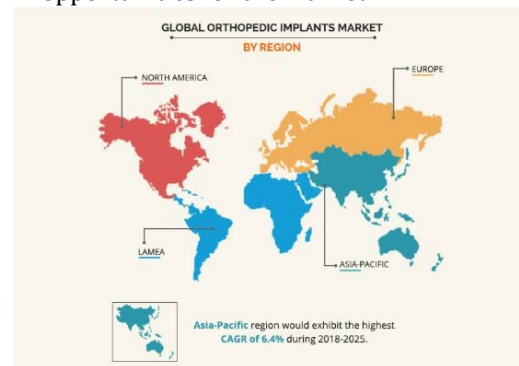 GLOBAL ORTHOPEDIC IMPLANTS MARKET
BY REGION
EUROPE
NORTH AMERICA
LAMEA
ASIA-PACIFIC
Asia-Pacific region would exhibit the highest
CAGR of 6.4% during 2018-2025.